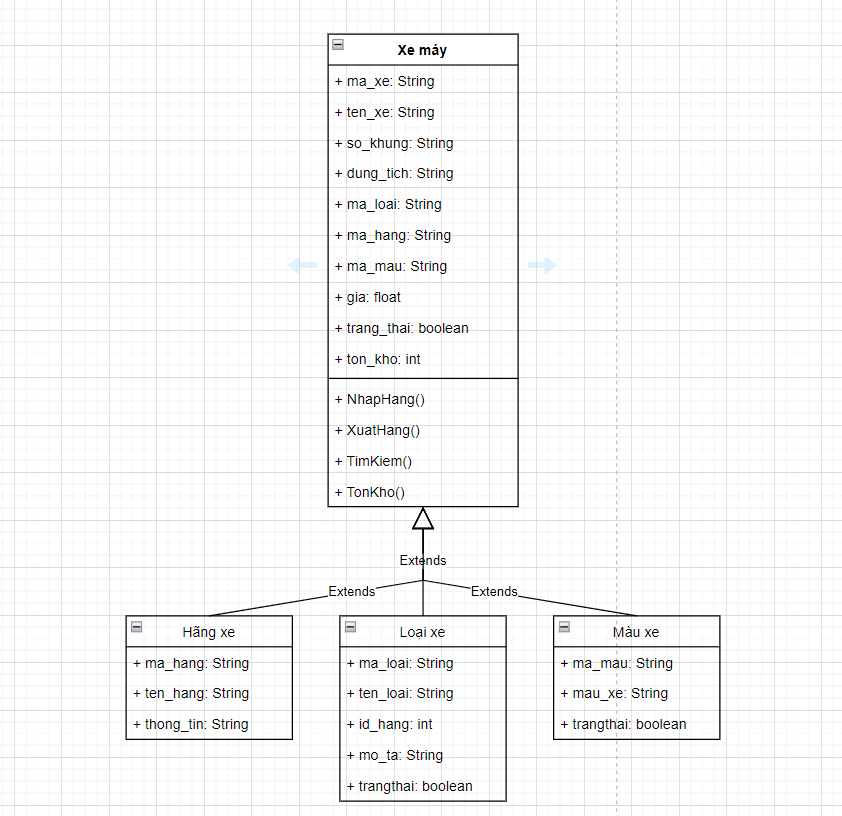 Xe máy
+ ma_xe: String
+ ten_xe: String
+ so_khung: String
+ dung_tich: String
+ ma_loai: String
+ ma_hang: String
+ ma_mau: String
+ gia: float
+ trang_thai: boolean
+ ton_kho: int
+ NhapHang()
+ XuatHang()
+ TimKiem()
+ TonKho()
Extends
Extends
Extends
Hãng xe
+ ma_hang: String
+ ten_hang: String
+ thong_tin: String
Loại xe
+ ma_loai: String
+ ten_loai: String
+ id_hang: int
+ mo_ta: String
+ trangthai: boolean
Màu xe
+ ma_mau: String
+ mau_xe: String
+ trangthai: boolean